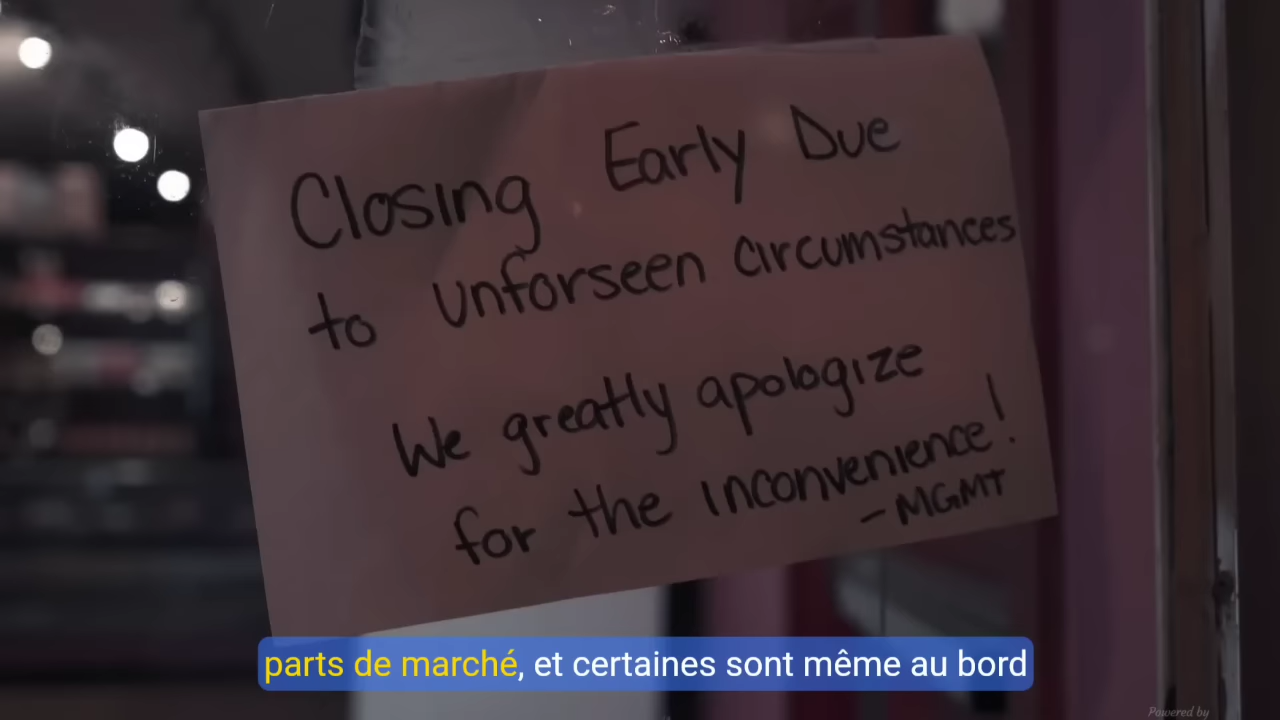 Closing Early Due
to unforseen circumstances
We greatly apologize
for the inconvenience!
- MGMT
parts de marché, et certaines sont même au bord
Powered by